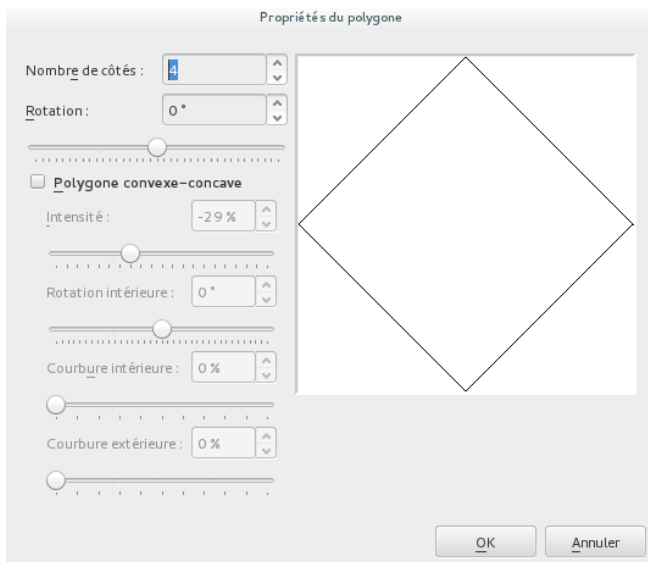 Propriétés du polygone
Nombre de côtés : 4
Rotation : 0 °
Polygone convexe-concave
Intensité : -29 %
Rotation intérieure : 0 °
Courbure intérieure : 0 %
Courbure extérieure : 0 %
OK Annuler